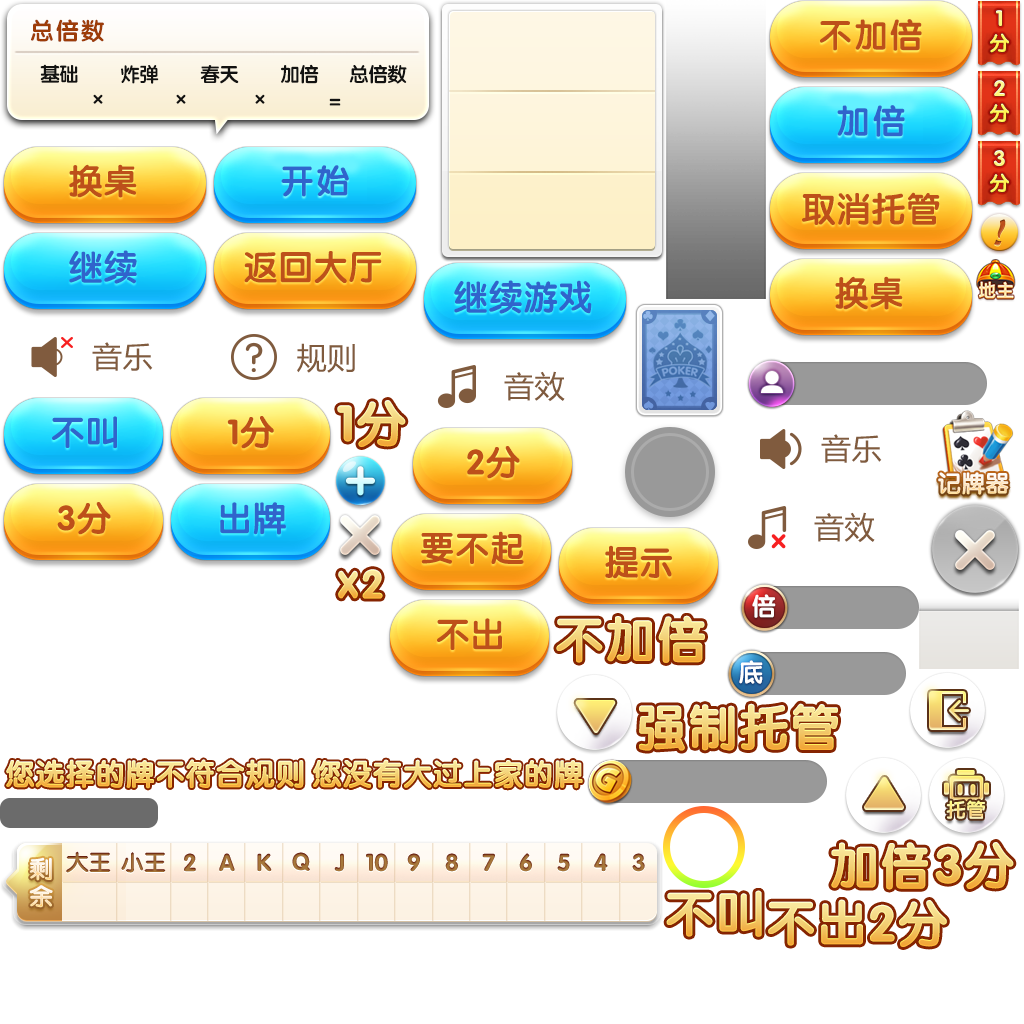 总倍数
基础 炸弹 春天 加倍 总倍数
× × × =
不加倍
1分
加倍
2分
换桌
开始
3分
继续
返回大厅
取消托管
继续游戏
换桌
地主
音乐
规则
POKER
音效
不叫
1分
1分
2分
音乐
记牌器
3分
出牌
要不起
提示
音效
X2
不出
不加倍
倍
底
强制托管
您选择的牌不符合规则
您没有大过上家的牌
G
托管
剩余
大王 小王 2 A K Q J 10 9 8 7 6 5 4 3
加倍
3分
不叫
不出
2分